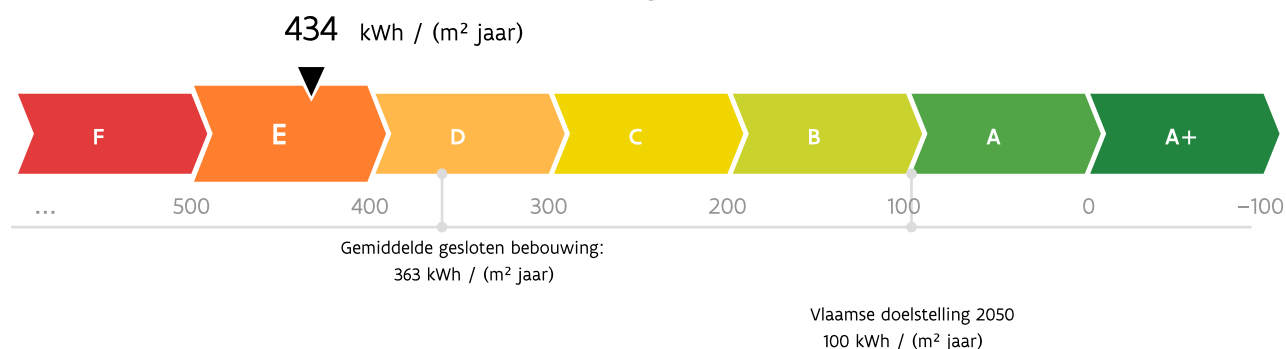 434 kWh / (m² jaar)
F E D C B A A+
... 500 400 300 200 100 0 −100
Gemiddelde gesloten bebouwing:
363 kWh / (m² jaar)
Vlaamse doelstelling 2050
100 kWh / (m² jaar)